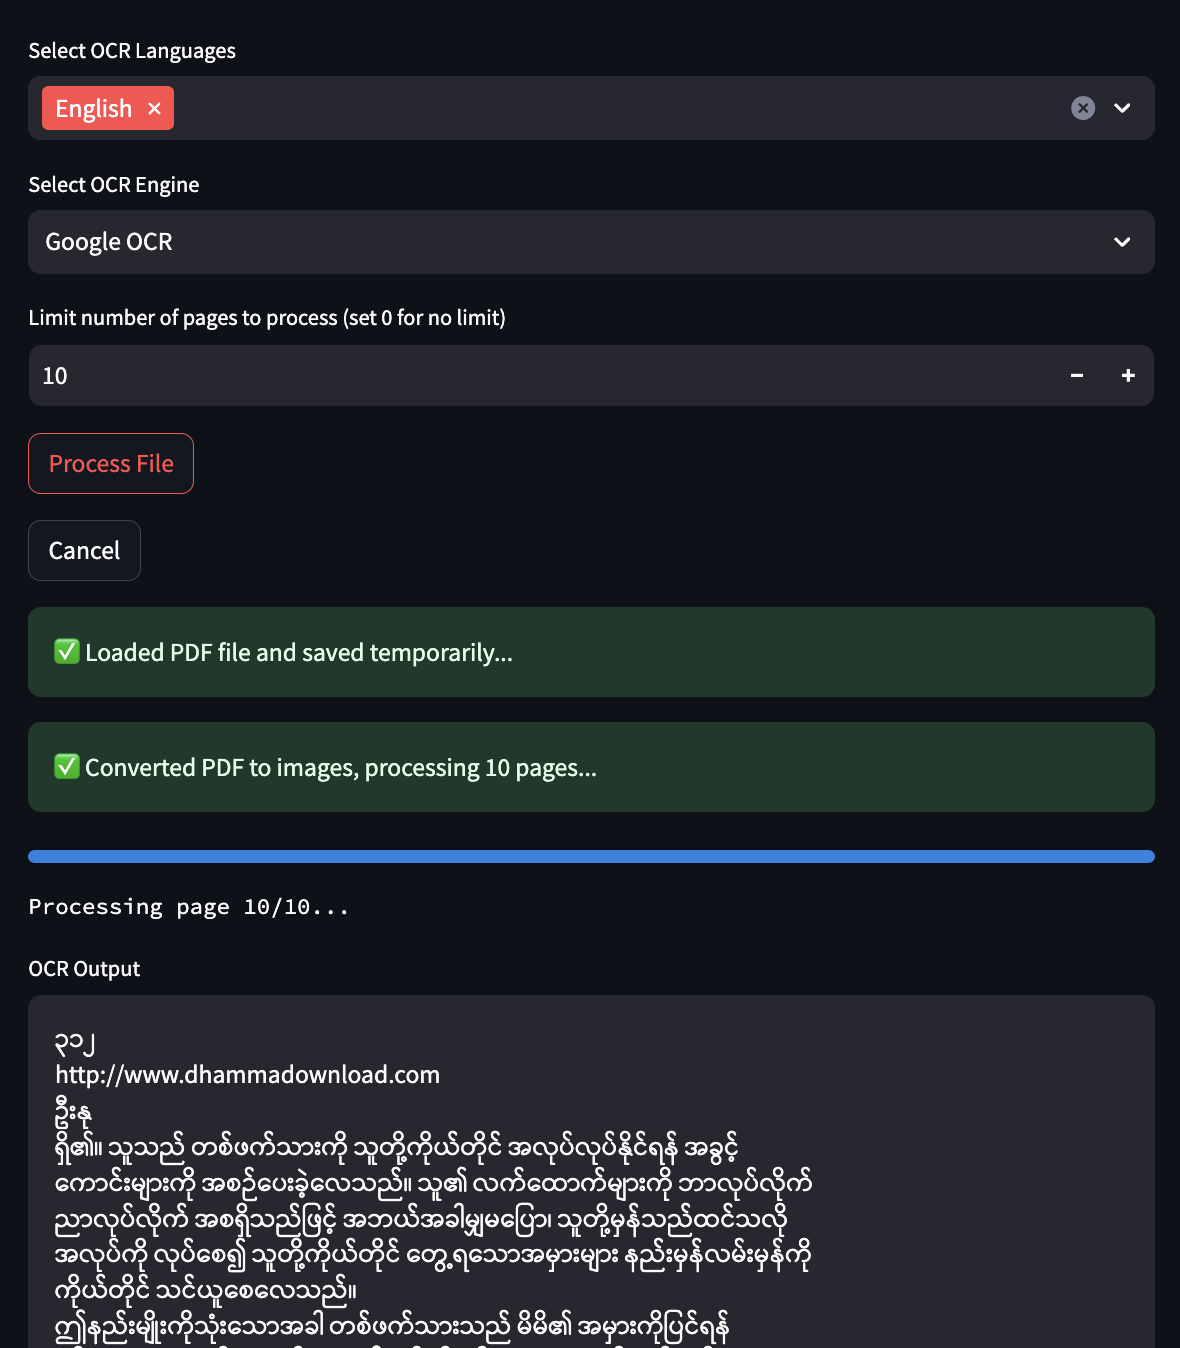 Select OCR Languages
English
Select OCR Engine
Google OCR
Limit number of pages to process (set 0 for no limit)
10
Process File
Cancel
✅ Loaded PDF file and saved temporarily...
✅ Converted PDF to images, processing 10 pages...
Processing page 10/10...
OCR Output
၃၁၂
http://www.dhammadownload.com
ဦးနု
ရှိ၏။ သူသည် တစ်ဖက်သားကို သူတို့ကိုယ်တိုင် အလုပ်လုပ်နိုင်ရန် အခွင့်
ကောင်းများကို အစဉ်ပေးခဲ့လေသည်။ သူ၏ လက်ထောက်များကို ဘာလုပ်လိုက်
ညာလုပ်လိုက် အစရှိသည်ဖြင့် အဘယ်အခါမျှမပြော၊ သူတို့မှန်သည်ထင်သလို
အလုပ်ကို လုပ်စေ၍ သူတို့ကိုယ်တိုင် တွေ့ရသောအမှားများ နည်းမှန်လမ်းမှန်ကို
ကိုယ်တိုင် သင်ယူစေလေသည်။
ဤနည်းမျိုးကိုသုံးသောအခါ တစ်ဖက်သားသည် မိမိ၏ အမှားကိုပြင်ရန်